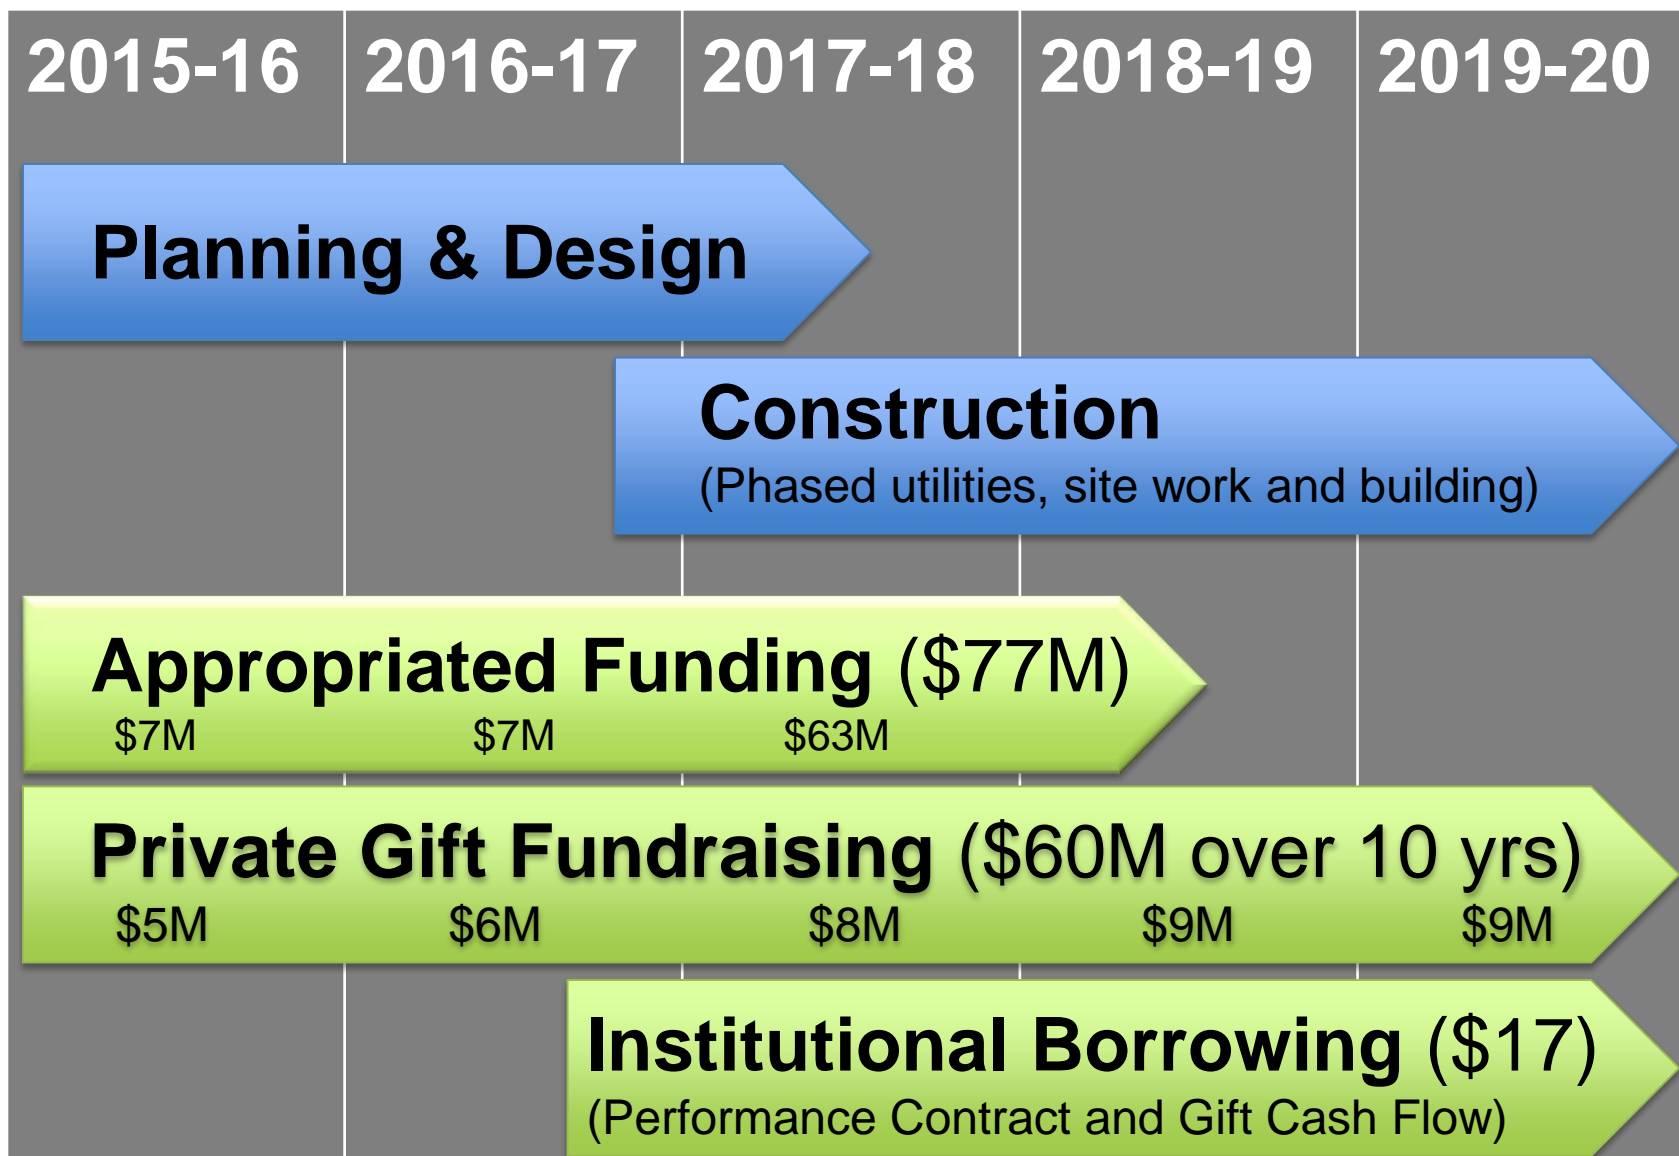 2015-16 2016-17 2017-18 2018-19 2019-20
Planning & Design
Construction
(Phased utilities, site work and building)
Appropriated Funding ($77M)
$7M $7M $63M
Private Gift Fundraising ($60M over 10 yrs)
$5M $6M $8M $9M $9M
Institutional Borrowing ($17)
(Performance Contract and Gift Cash Flow)